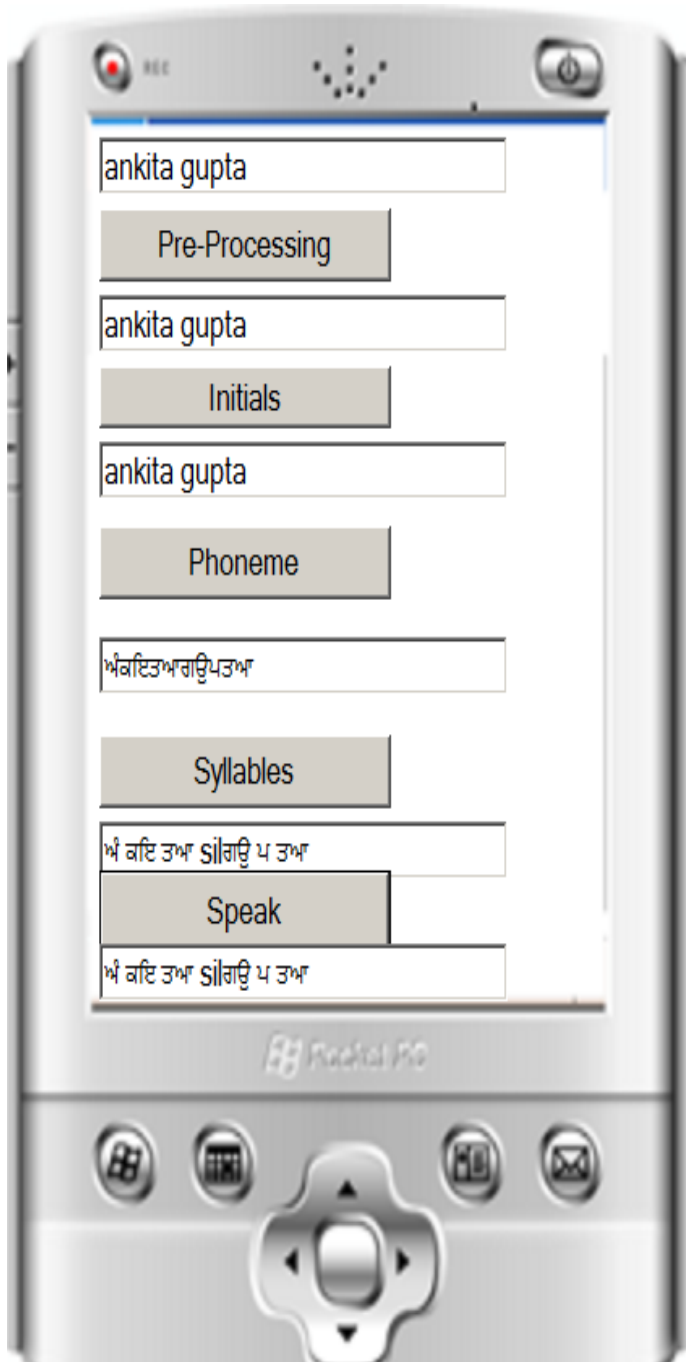 REC
ankita gupta
Pre-Processing
ankita gupta
Initials
ankita gupta
Phoneme
ਅੰਕਇਤਆਗਉਪਤਆ
Syllables
ਅੰ ਕਇ ਤਆ silਗਉ ਪ ਤਆ
Speak
ਅੰ ਕਇ ਤਆ silਗਉ ਪ ਤਆ
Pocket PC